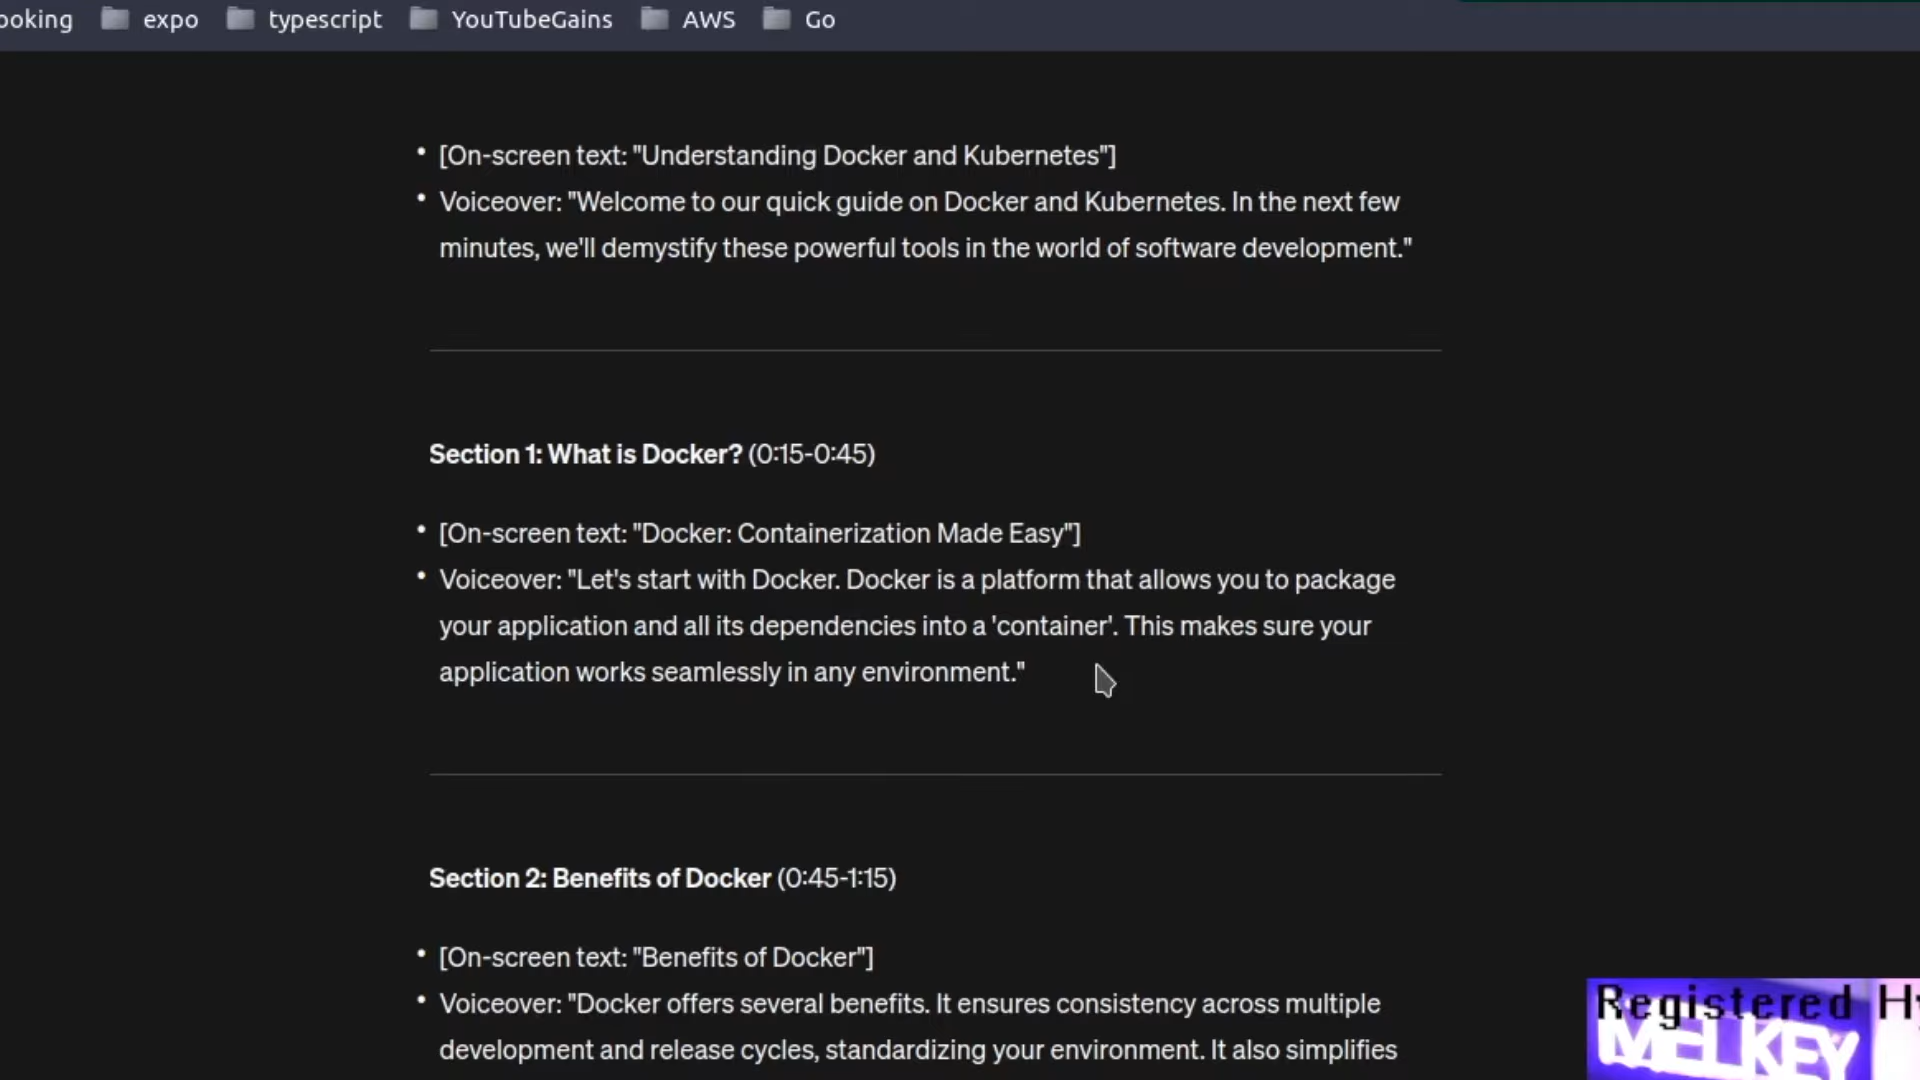 ooking expo typescript YouTubeGains AWS Go
• [On-screen text: "Understanding Docker and Kubernetes"]
• Voiceover: "Welcome to our quick guide on Docker and Kubernetes. In the next few
minutes, we'll demystify these powerful tools in the world of software development."
Section 1: What is Docker? (0:15-0:45)
• [On-screen text: "Docker: Containerization Made Easy"]
• Voiceover: "Let's start with Docker. Docker is a platform that allows you to package
your application and all its dependencies into a 'container'. This makes sure your
application works seamlessly in any environment."
Section 2: Benefits of Docker (0:45-1:15)
• [On-screen text: "Benefits of Docker"]
• Voiceover: "Docker offers several benefits. It ensures consistency across multiple
development and release cycles, standardizing your environment. It also simplifies
Registered
MELKEY